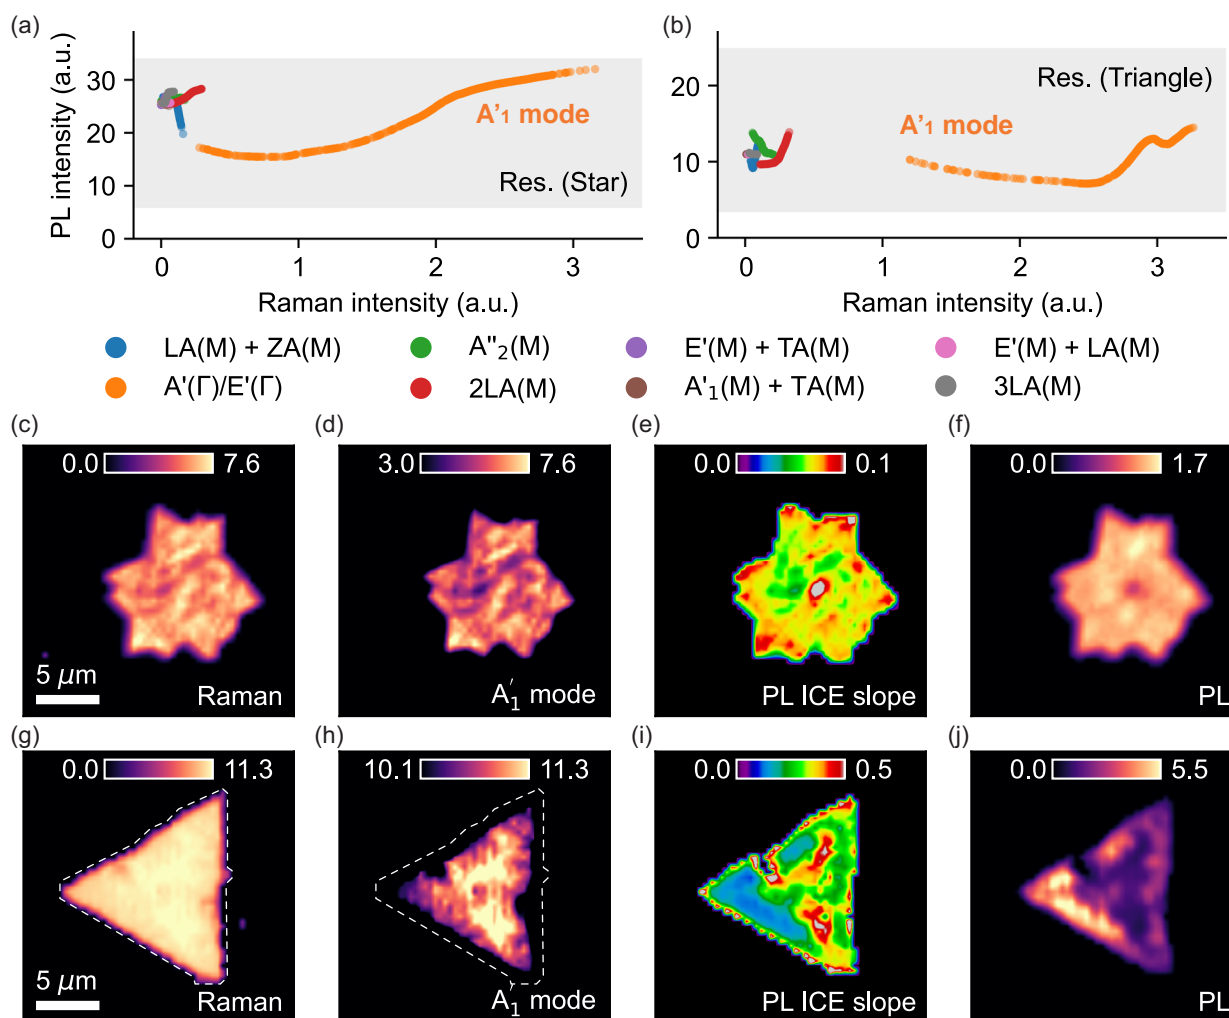 (a)
(b)
PL intensity (a.u.)
30
20
10
0
A'1 mode
Res. (Star)
0 1 2 3
Raman intensity (a.u.)
20
10
0
Res. (Triangle)
A'1 mode
0 1 2 3
Raman intensity (a.u.)
LA(M) + ZA(M)
A''2(M)
E'(M) + TA(M)
E'(M) + LA(M)
A'(Γ)/E'(Γ)
2LA(M)
A'1(M) + TA(M)
3LA(M)
(c)
0.0 7.6
5 μm
Raman
(d)
3.0 7.6
A'1 mode
(e)
0.0 0.1
PL ICE slope
(f)
0.0 1.7
PL
(g)
0.0 11.3
5 μm
Raman
(h)
10.1 11.3
A'1 mode
(i)
0.0 0.5
PL ICE slope
(j)
0.0 5.5
PL